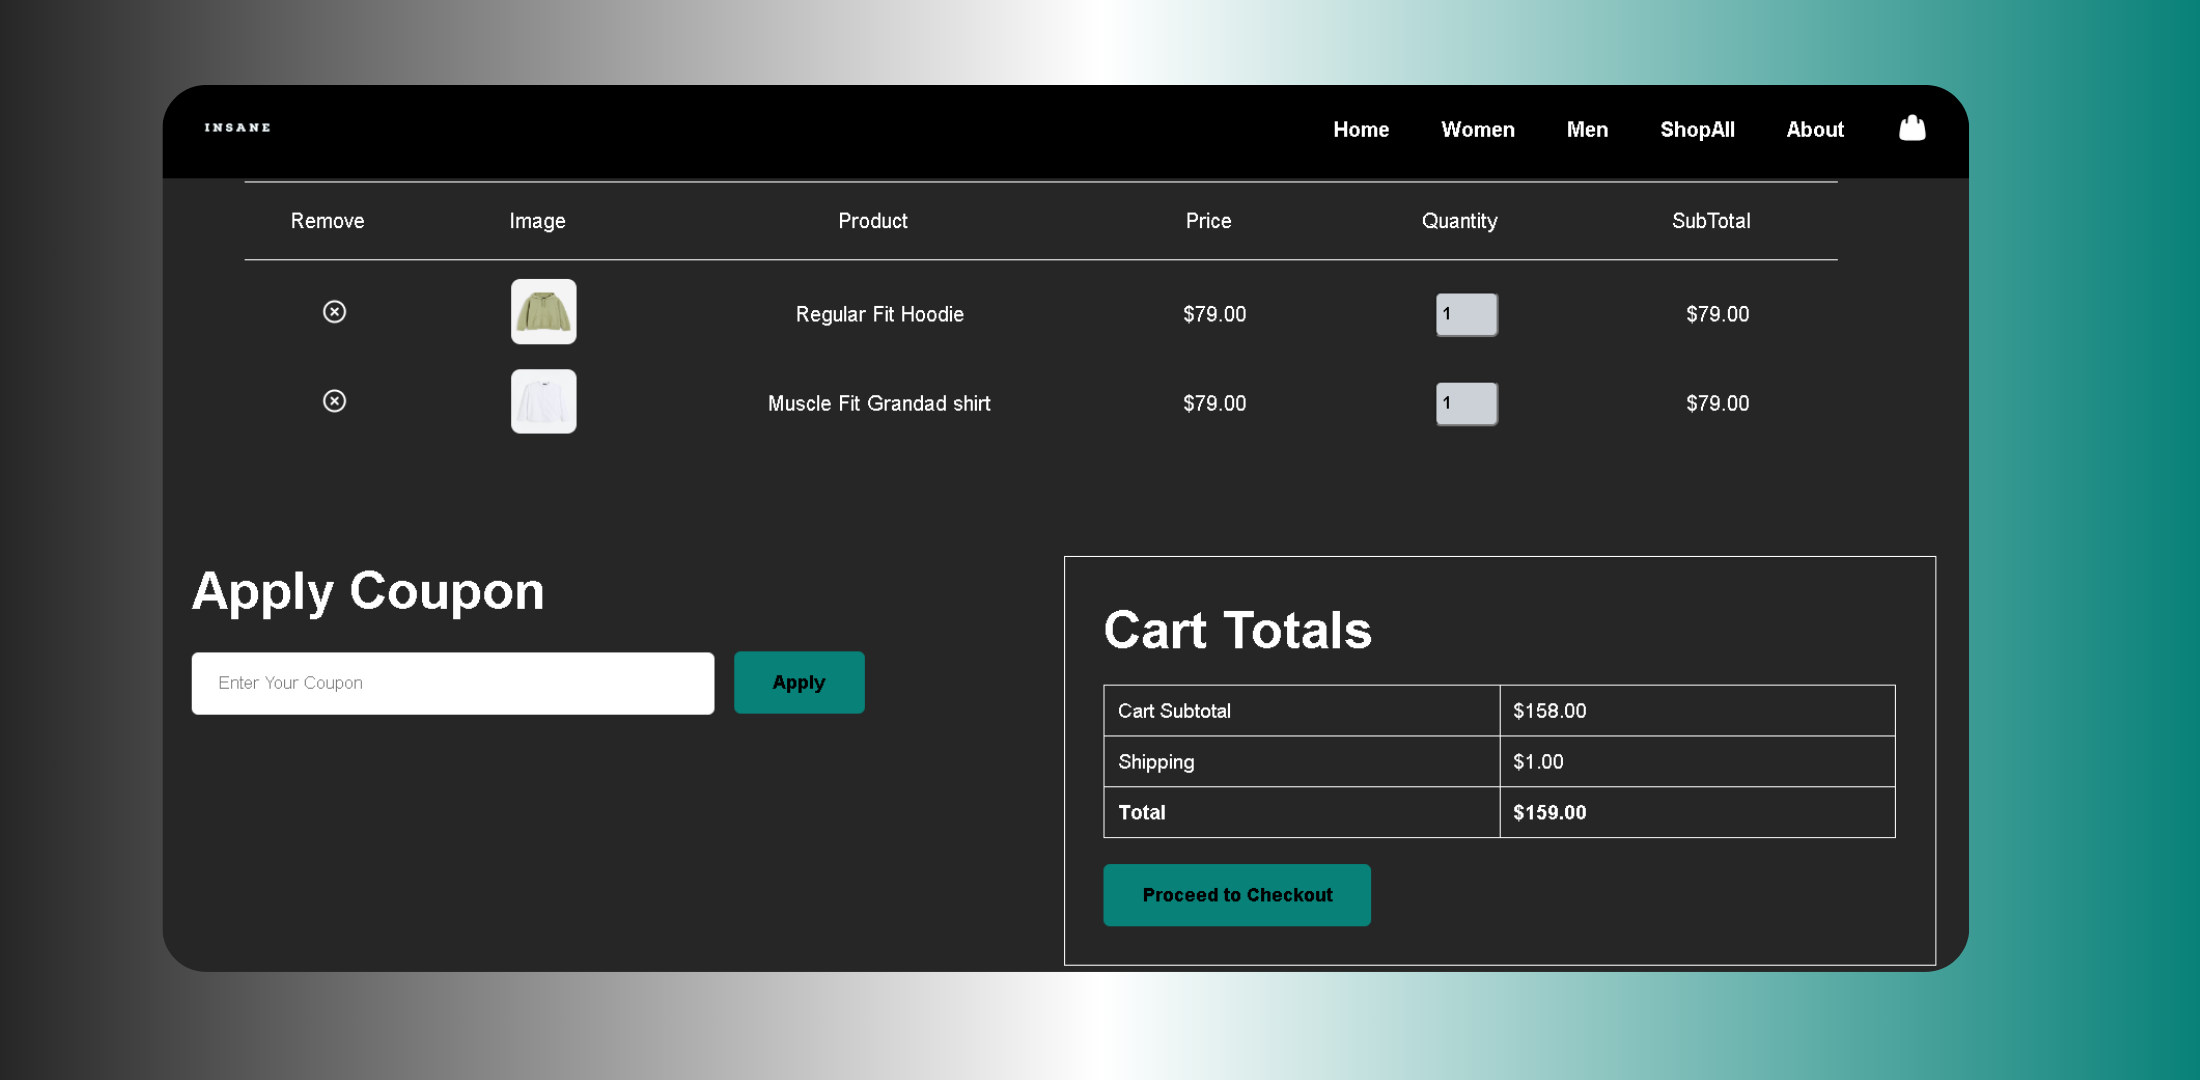 INSANE Home Women Men ShopAll About
Remove Image Product Price Quantity SubTotal
Regular Fit Hoodie $79.00 1 $79.00
Muscle Fit Grandad shirt $79.00 1 $79.00
Apply Coupon
Enter Your Coupon Apply
Cart Totals
Cart Subtotal $158.00
Shipping $1.00
Total $159.00
Proceed to Checkout